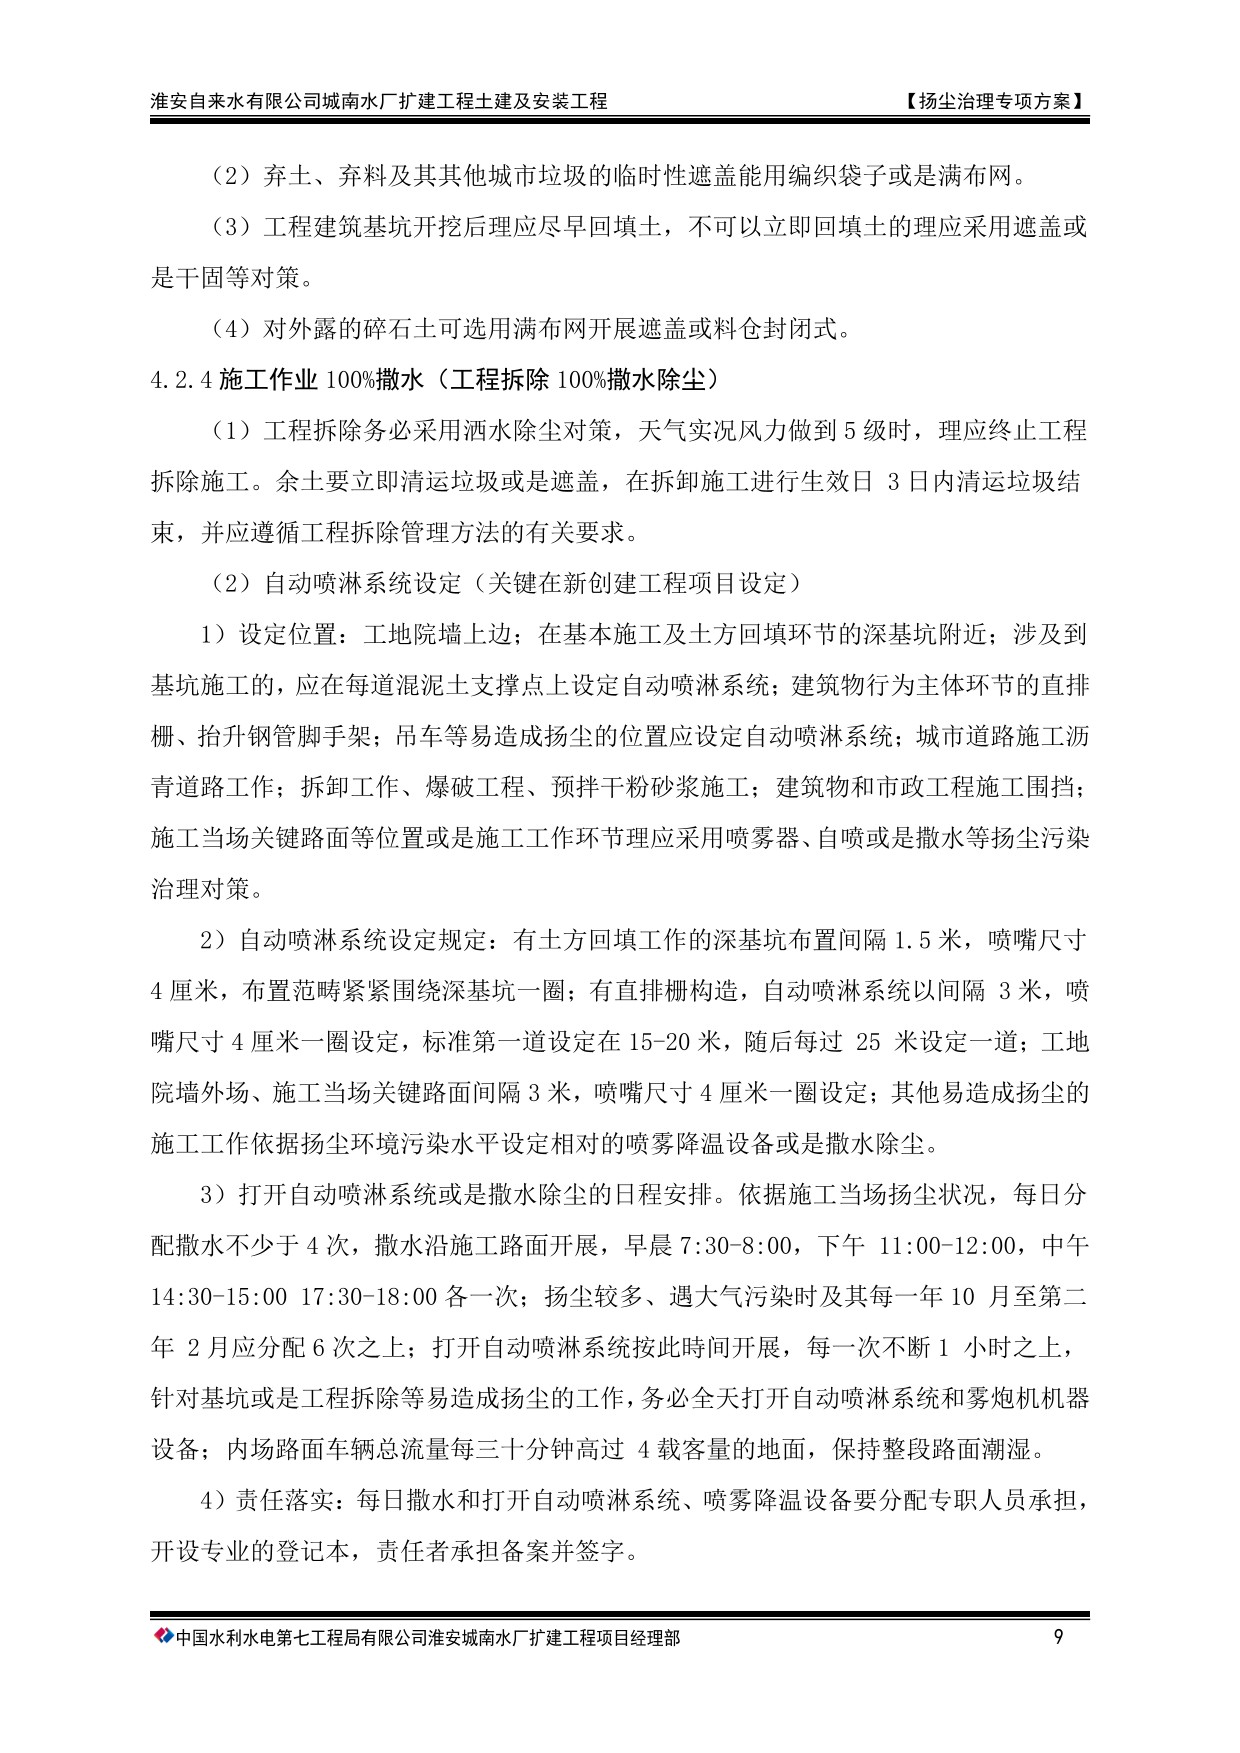 淮安自来水有限公司城南水厂扩建工程土建及安装工程 【扬尘治理专项方案】
（2）弃土、弃料及其其他城市垃圾的临时性遮盖能用编织袋子或是满布网。
（3）工程建筑基坑开挖后理应尽早回填土，不可以立即回填土的理应采用遮盖或
是干固等对策。
（4）对外露的碎石土可选用满布网开展遮盖或料仓封闭式。
4.2.4 施工作业 100%撒水（工程拆除 100%撒水除尘）
（1）工程拆除务必采用洒水除尘对策，天气实况风力做到 5 级时，理应终止工程
拆除施工。余土要立即清运垃圾或是遮盖，在拆卸施工进行生效日 3 日内清运垃圾结
束，并应遵循工程拆除管理方法的有关要求。
（2）自动喷淋系统设定（关键在新创建工程项目设定）
1）设定位置：工地院墙上边；在基本施工及土方回填环节的深基坑附近；涉及到
基坑施工的，应在每道混泥土支撑点上设定自动喷淋系统；建筑物行为主体环节的直排
栅、抬升钢管脚手架；吊车等易造成扬尘的位置应设定自动喷淋系统；城市道路施工沥
青道路工作；拆卸工作、爆破工程、预拌干粉砂浆施工；建筑物和市政工程施工围挡；
施工当场关键路面等位置或是施工工作环节理应采用喷雾器、自喷或是撒水等扬尘污染
治理对策。
2）自动喷淋系统设定规定：有土方回填工作的深基坑布置间隔 1.5 米，喷嘴尺寸
4 厘米，布置范畴紧紧围绕深基坑一圈；有直排栅构造，自动喷淋系统以间隔 3 米，喷
嘴尺寸 4 厘米一圈设定，标准第一道设定在 15-20 米，随后每过 25 米设定一道；工地
院墙外场、施工当场关键路面间隔 3 米，喷嘴尺寸 4 厘米一圈设定；其他易造成扬尘的
施工工作依据扬尘环境污染水平设定相对的喷雾降温设备或是撒水除尘。
3）打开自动喷淋系统或是撒水除尘的日程安排。依据施工当场扬尘状况，每日分
配撒水不少于 4 次，撒水沿施工路面开展，早晨 7:30-8:00，下午 11:00-12:00，中午
14:30-15:00 17:30-18:00 各一次；扬尘较多、遇大气污染时及其每一年 10 月至第二
年 2 月应分配 6 次之上；打开自动喷淋系统按此時间开展，每一次不断 1 小时之上，
针对基坑或是工程拆除等易造成扬尘的工作，务必全天打开自动喷淋系统和雾炮机机器
设备；内场路面车辆总流量每三十分钟高过 4 载客量的地面，保持整段路面潮湿。
4）责任落实：每日撒水和打开自动喷淋系统、喷雾降温设备要分配专职人员承担，
开设专业的登记本，责任者承担备案并签字。
中国水利水电第七工程局有限公司淮安城南水厂扩建工程项目经理部 9